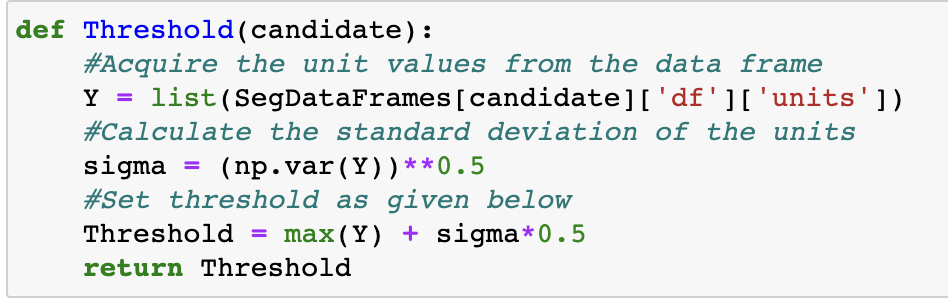 def Threshold(candidate):
    #Acquire the unit values from the data frame
    Y = list(SegDataFrames[candidate]['df']['units'])
    #Calculate the standard deviation of the units
    sigma = (np.var(Y))**0.5
    #Set threshold as given below
    Threshold = max(Y) + sigma*0.5
    return Threshold